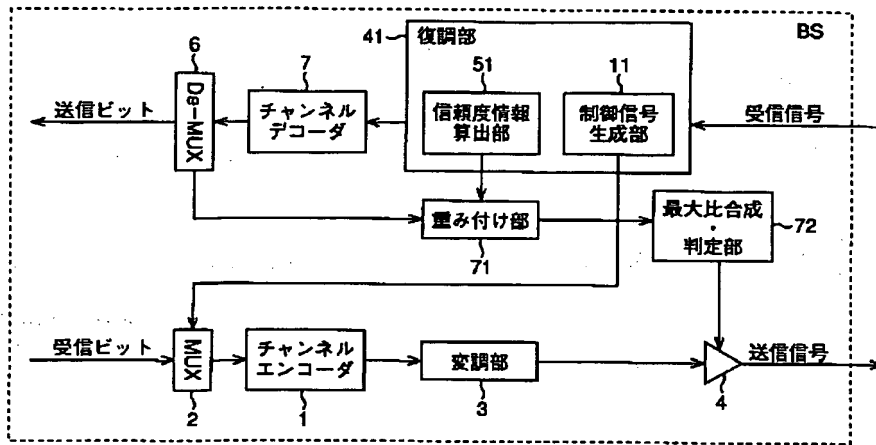 BS
41
復調部
6
7
51
11
送信ビット
De-MUX
チャンネル
デコーダ
信頼度情報
算出部
制御信号
生成部
受信信号
重み付け部
71
最大比合成
・
判定部
72
受信ビット
MUX
2
チャンネル
エンコーダ
1
変調部
3
4
送信信号